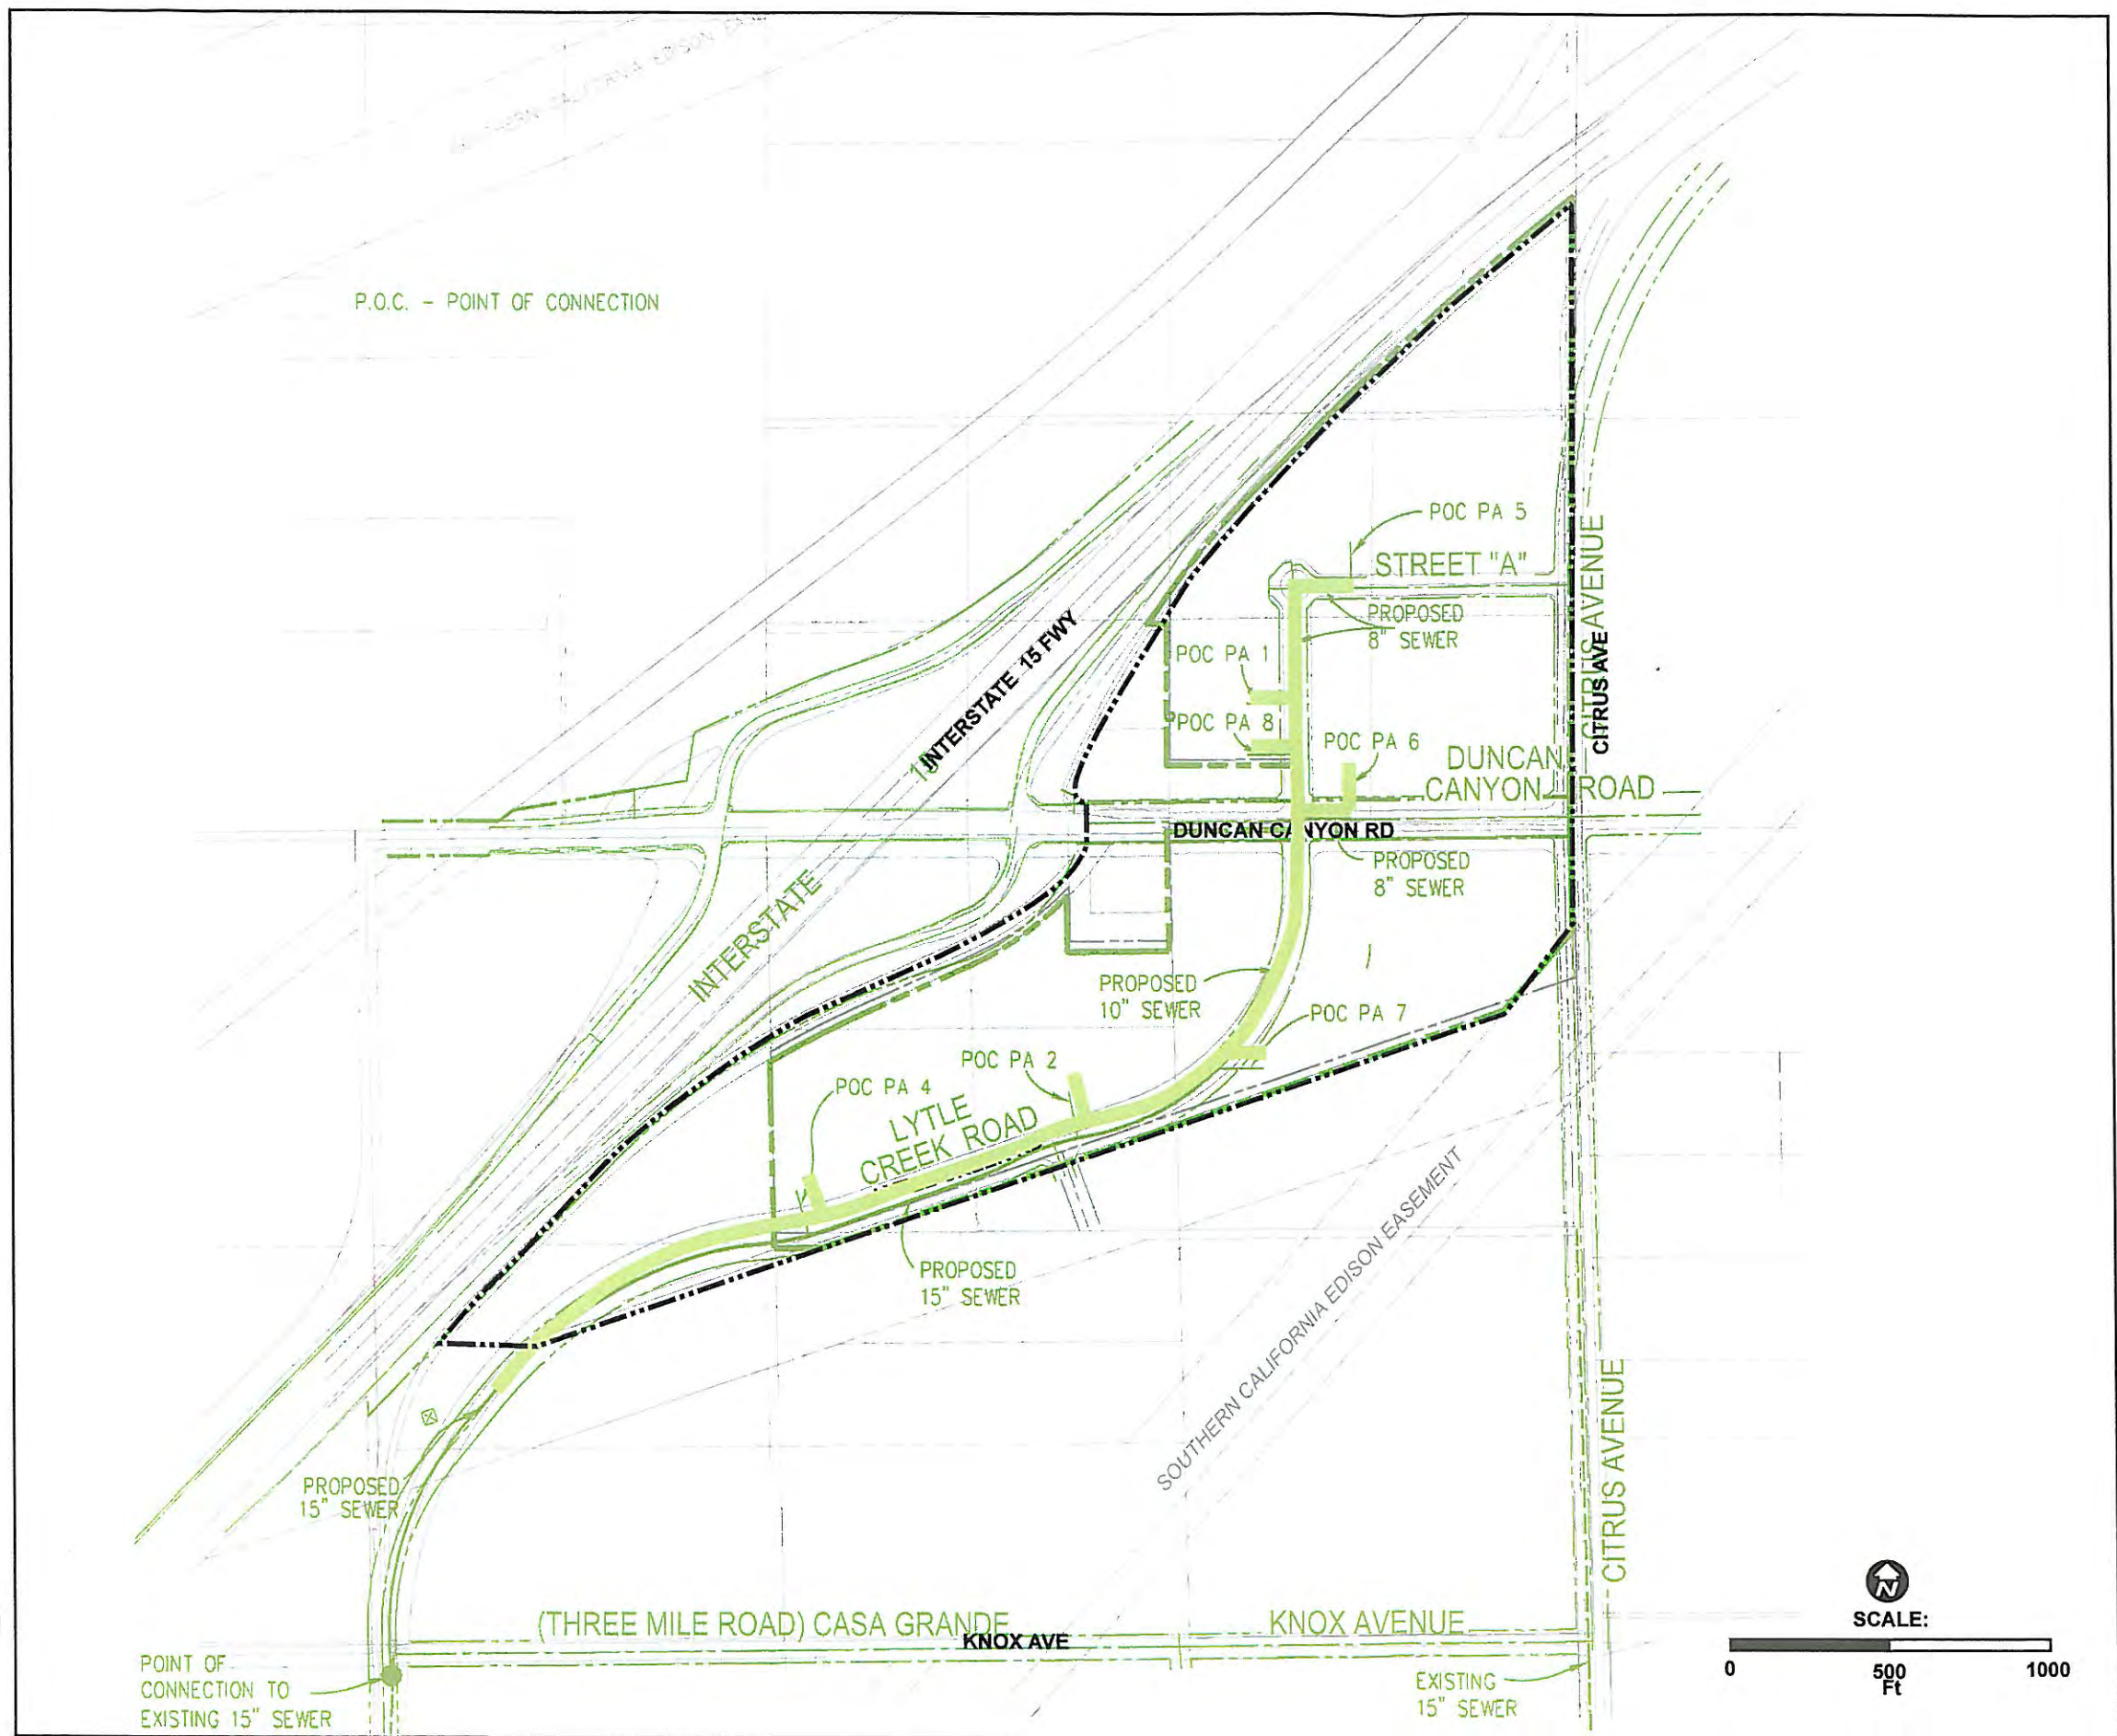 SOUTHERN CALIFORNIA EDISON
P.O.C. - POINT OF CONNECTION
POC PA 5
STREET "A"
PROPOSED
8" SEWER
CITRUS AVENUE
CITRUS AVE
POC PA 1
POC PA 8
POC PA 6
INTERSTATE 15 FWY
15
DUNCAN
CANYON ROAD
DUNCAN CANYON RD
PROPOSED
8" SEWER
INTERSTATE
PROPOSED
10" SEWER
POC PA 7
POC PA 2
POC PA 4
LYTLE
CREEK ROAD
PROPOSED
15" SEWER
SOUTHERN CALIFORNIA EDISON EASEMENT
CITRUS AVENUE
PROPOSED
15" SEWER
(THREE MILE ROAD) CASA GRANDE
KNOX AVE
KNOX AVENUE
POINT OF
CONNECTION TO
EXISTING 15" SEWER
EXISTING
15" SEWER
N
SCALE:
0 500 1000
Ft